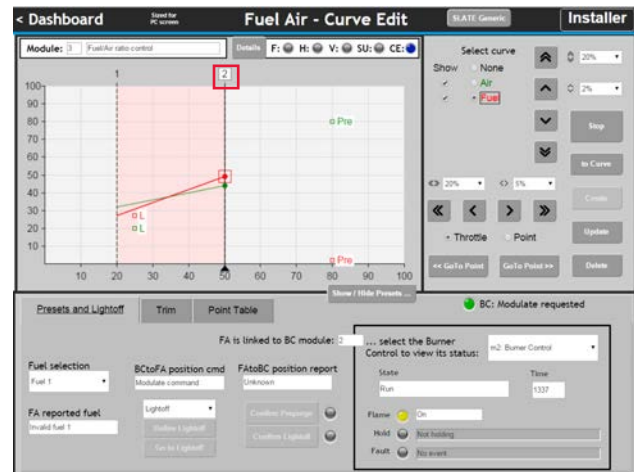 < Dashboard
Sized for
PC screen
Fuel Air - Curve Edit
SLATE Generic
Installer
Module: 3 Fuel/Air ratio control
Details
F: H: V: SU: CE:
1
2
100
90
80
70
60
50
40
30
20
10
Pre
L
L
Pre
10 20 30 40 50 60 70 80 90 100
Show / Hide Presets ...
Select curve
Show
None
Air
Fuel
20%
2%
Stop
to Curve
20%
5%
Create
Throttle
Point
Update
<< GoTo Point
GoTo Point >>
Delete
Presets and Lightoff
Trim
Point Table
BC: Modulate requested
FA is linked to BC module: 2
... select the Burner
Control to view its status:
m2: Burner Control
Fuel selection
Fuel 1
BCtoFA position cmd
Modulate command
FAtoBC position report
Unknown
State
Run
Time
1337
FA reported fuel
Invalid fuel 1
Lightoff
Confirm Prepurge
Confirm Lightoff
Go to Lightoff
Flame
On
Hold
Not holding
Fault
No event